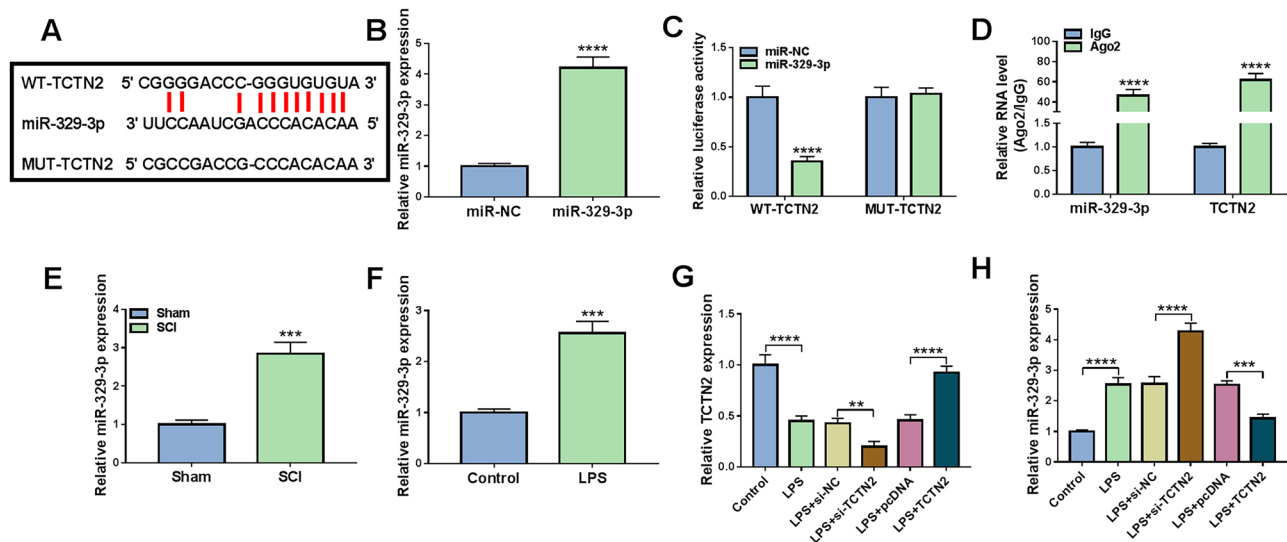 A
WT-TCTN2 5' CGGGGACCC-GGGUGUGUA 3'
miR-329-3p 3' UUCCAAUCGACCCACACAA 5'
MUT-TCTN2 5' CGCCGACCG-CCCACACAA 3'
B
Relative miR-329-3p expression
5
4
3
2
1
0
****
miR-NC miR-329-3p
C
Relative luciferase activity
1.5
1.0
0.5
0.0
miR-NC
miR-329-3p
****
WT-TCTN2 MUT-TCTN2
D
Relative RNA level
(Ago2/IgG)
100
80
60
40
20
1.5
1.0
0.5
0.0
IgG
Ago2
****
****
miR-329-3p TCTN2
E
Relative miR-329-3p expression
4
3
2
1
0
Sham
SCI
***
Sham SCI
F
Relative miR-329-3p expression
3
2
1
0
***
Control LPS
G
Relative TCTN2 expression
1.5
1.0
0.5
0.0
****
**
****
Control
LPS
LPS+si-NC
LPS+si-TCTN2
LPS+pcDNA
LPS+TCTN2
H
Relative miR-329-3p expression
5
4
3
2
1
0
****
****
***
Control
LPS
LPS+si-NC
LPS+si-TCTN2
LPS+pcDNA
LPS+TCTN2